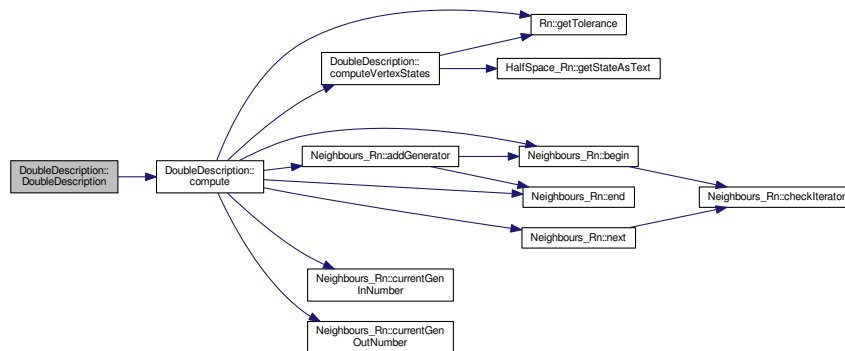 Rn::getTolerance
DoubleDescription::
computeVertexStates
HalfSpace_Rn::getStateAsText
DoubleDescription::
DoubleDescription
DoubleDescription::
compute
Neighbours_Rn::addGenerator
Neighbours_Rn::begin
Neighbours_Rn::end
Neighbours_Rn::checkIterator
Neighbours_Rn::next
Neighbours_Rn::currentGen
InNumber
Neighbours_Rn::currentGen
OutNumber